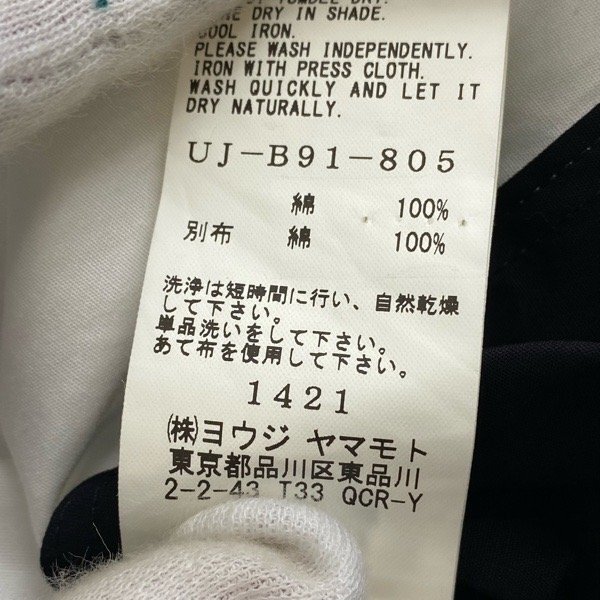 TUMBLE DRY.
DRY IN SHADE.
COOL IRON.
PLEASE WASH INDEPENDENTLY.
IRON WITH PRESS CLOTH.
WASH QUICKLY AND LET IT
DRY NATURALLY.
UJ-B91-805
綿 100%
別布 綿 100%
洗浄は短時間に行い、自然乾燥
して下さい。
単品洗いをして下さい。
あて布を使用して下さい。
1421
㈱ヨウジ ヤマモト
東京都品川区東品川
2-2-43 T33 QCR-Y